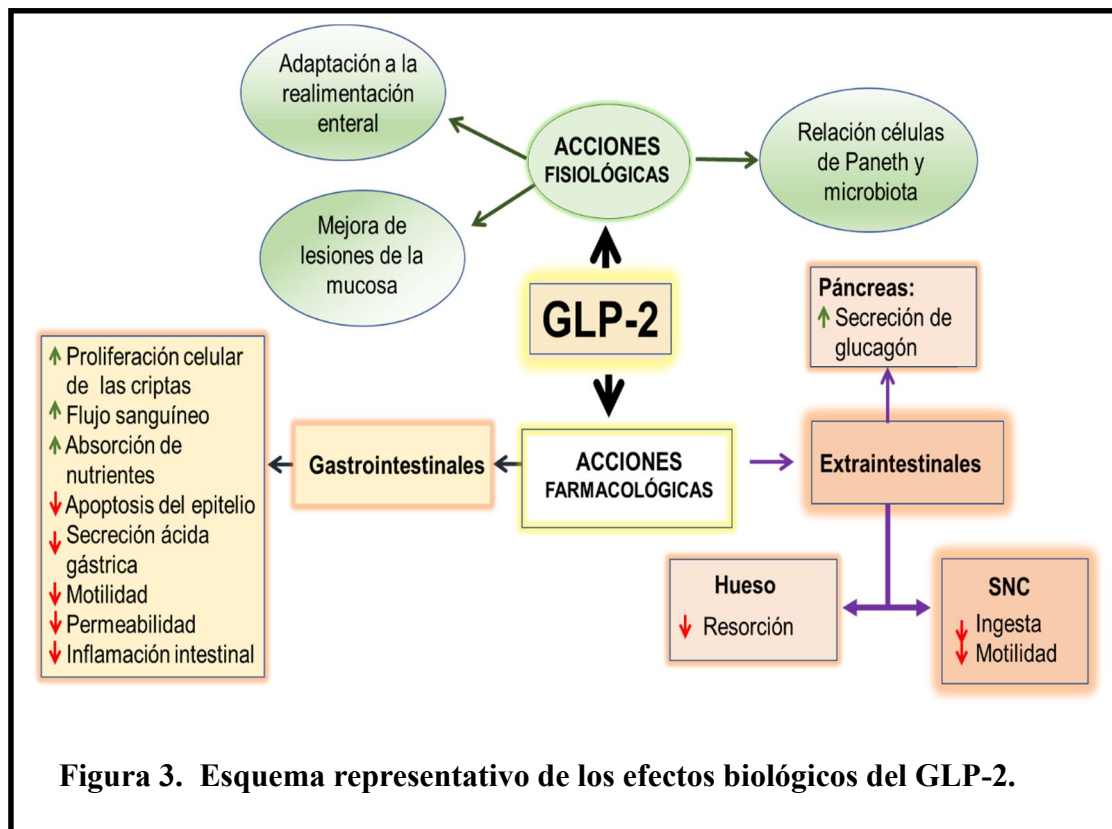 Adaptación a la
realimentación
enteral
ACCIONES
FISIOLÓGICAS
Relación células
de Paneth y
microbiota
Mejora de
lesiones de la
mucosa
GLP-2
Páncreas:
↑ Secreción de
glucagón
↑ Proliferación celular
de las criptas
↑ Flujo sanguíneo
↑ Absorción de
nutrientes
↓ Apoptosis del epitelio
↓ Secreción ácida
gástrica
↓ Motilidad
↓ Permeabilidad
↓ Inflamación intestinal
Gastrointestinales
ACCIONES
FARMACOLÓGICAS
Extraintestinales
Hueso
↓ Resorción
SNC
↓ Ingesta
↓ Motilidad
Figura 3. Esquema representativo de los efectos biológicos del GLP-2.